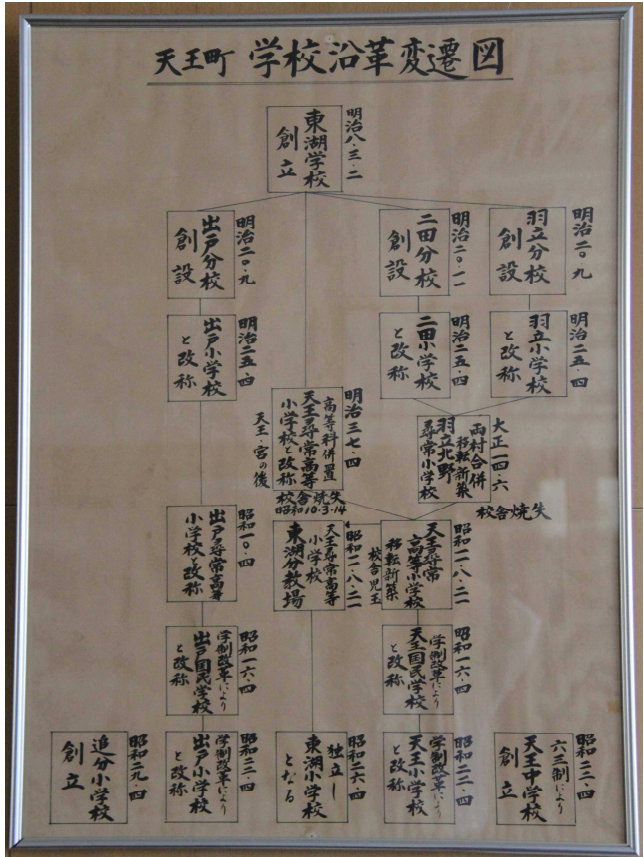 天王町 学校沿革変遷図
明治八・三・二
東湖学校
創立
明治二〇・九
羽立分校
創設
明治二〇・一一
二田分校
創設
明治二〇・九
出戸分校
創設
明治二五・四
羽立小学校
と改称
明治二五・四
二田小学校
と改称
明治二五・四
出戸小学校
と改称
大正一四・六
両村合併
移転新築
羽立北野
尋常小学校
校舎焼失
明治三七・四
高等科併置
天王尋常高等
小学校と改称
天王・宮の後
校舎焼失
昭和10・3・14
昭和一一・八・二一
天王尋常
高等小学校
移転新築
校舎児玉
昭和一一・八・二一
天王尋常高等
小学校
東湖分教場
昭和一〇・四
出戸尋常高等
小学校と改称
昭和一六・四
学制改革により
天王国民学校
と改称
昭和一六・四
学制改革により
出戸国民学校
と改称
昭和二二・四
六三制により
天王中学校
創立
昭和二二・四
学制改革により
天王小学校
と改称
昭和二六・四
独立し
東湖小学校
となる
昭和二二・四
学制改革により
出戸小学校
と改称
昭和二九・四
追分小学校
創立